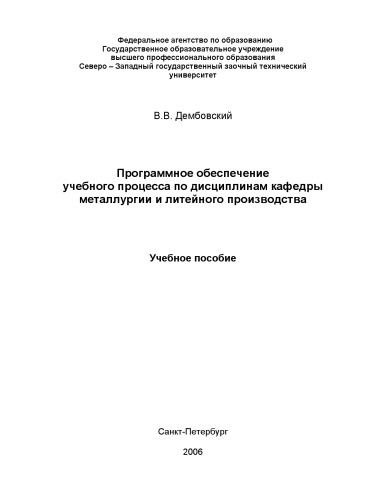 Федеральное агентство по образованию
Государственное образовательное учреждение
высшего профессионального образования
Северо – Западный государственный заочный технический
университет
В.В. Дембовский
Программное обеспечение
учебного процесса по дисциплинам кафедры
металлургии и литейного производства
Учебное пособие
Санкт-Петербург
2006